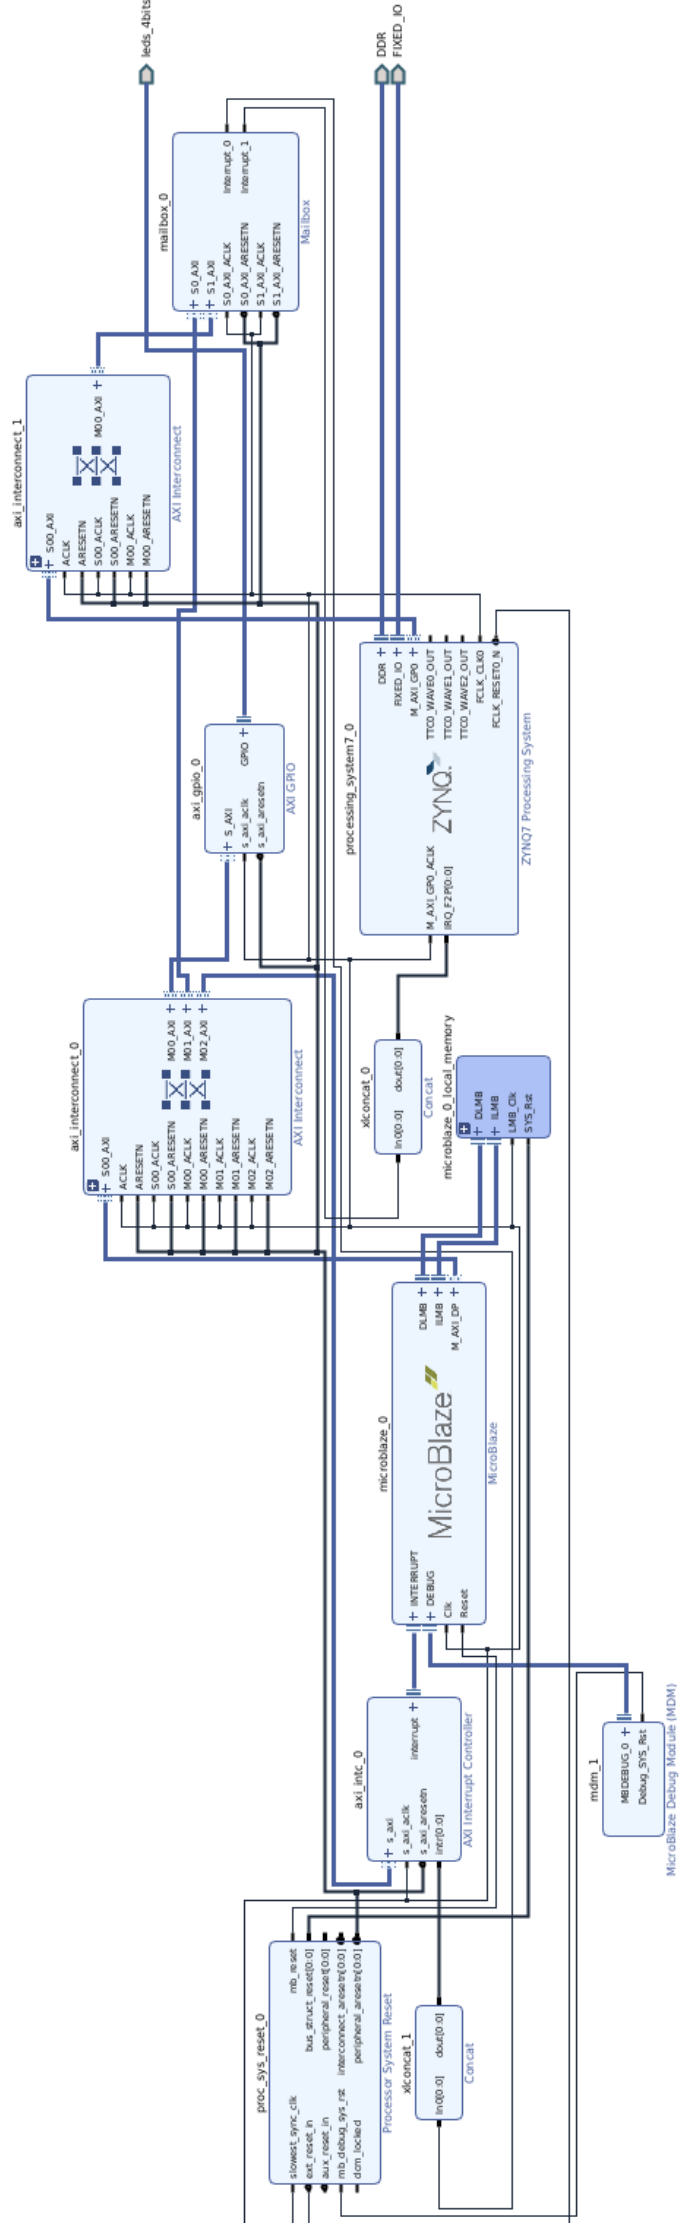 leds_4bits
DDR
FIXED_IO
mailbox_0
S0_AXI
S1_AXI
S0_AXI_ACLK
S0_AXI_ARESETN
S1_AXI_ACLK
S1_AXI_ARESETN
Interrupt_0
Interrupt_1
Mailbox
axi_interconnect_1
S00_AXI
ACLK
ARESETN
S00_ACLK
S00_ARESETN
M00_ACLK
M00_ARESETN
M00_AXI
AXI Interconnect
axi_gpio_0
S_AXI
s_axi_aclk
s_axi_aresetn
GPIO
AXI GPIO
processing_system7_0
M_AXI_GP0_ACLK
IRQ_F2P[0:0]
ZYNQ
DDR
FIXED_IO
M_AXI_GP0
TTC0_WAVE0_OUT
TTC0_WAVE1_OUT
TTC0_WAVE2_OUT
FCLK_CLK0
FCLK_RESET0_N
ZYNQ7 Processing System
axi_interconnect_0
S00_AXI
ACLK
ARESETN
S00_ACLK
S00_ARESETN
M00_ACLK
M00_ARESETN
M01_ACLK
M01_ARESETN
M02_ACLK
M02_ARESETN
M00_AXI
M01_AXI
M02_AXI
AXI Interconnect
xlconcat_0
In0[0:0]
dout[0:0]
Concat
microblaze_0_local_memory
DLMB
ILMB
LMB_Clk
SYS_Rst
microblaze_0
INTERRUPT
DEBUG
Clk
Reset
MicroBlaze
DLMB
ILMB
M_AXI_DP
MicroBlaze
axi_intc_0
s_axi
s_axi_aclk
s_axi_aresetn
intr[0:0]
interrupt
AXI Interrupt Controller
mdm_1
MBDEBUG_0
Debug_SYS_Rst
MicroBlaze Debug Module (MDM)
proc_sys_reset_0
slowest_sync_clk
ext_reset_in
aux_reset_in
mb_debug_sys_rst
dcm_locked
mb_reset
bus_struct_reset[0:0]
peripheral_reset[0:0]
interconnect_aresetn[0:0]
peripheral_aresetn[0:0]
Processor System Reset
xlconcat_1
In0[0:0]
dout[0:0]
Concat